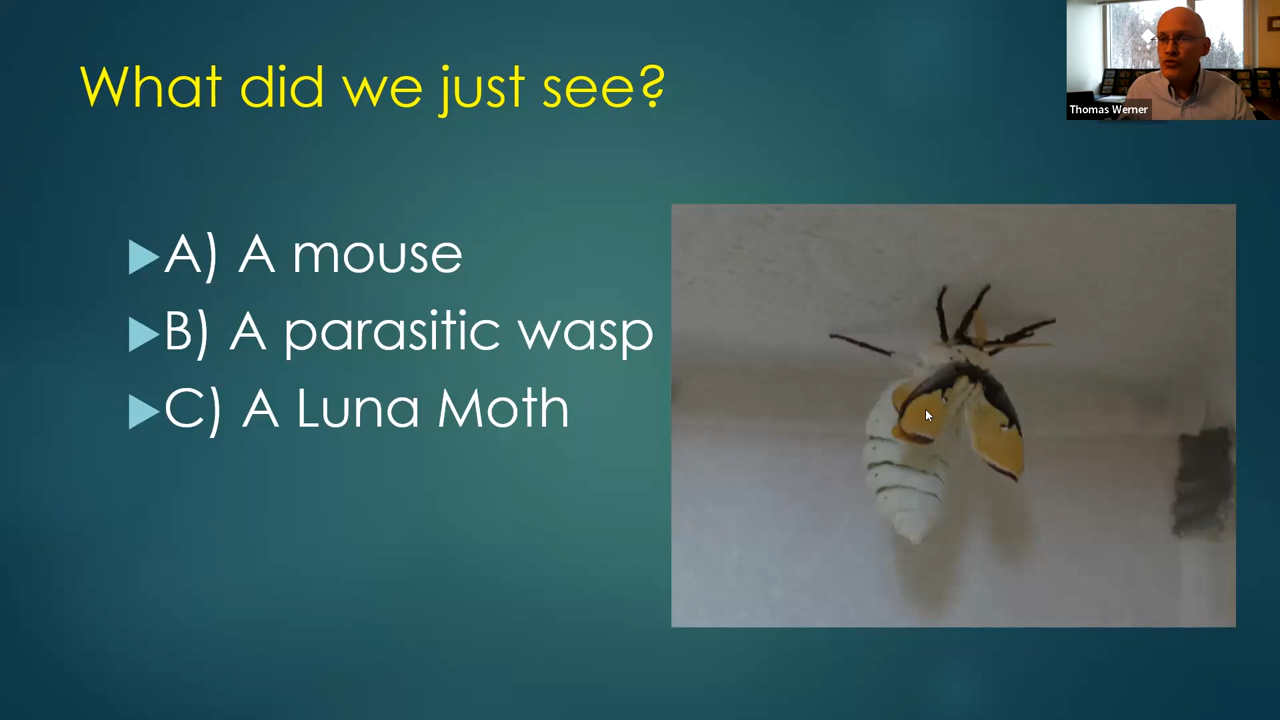 What did we just see?
Thomas Werner
A) A mouse
B) A parasitic wasp
C) A Luna Moth